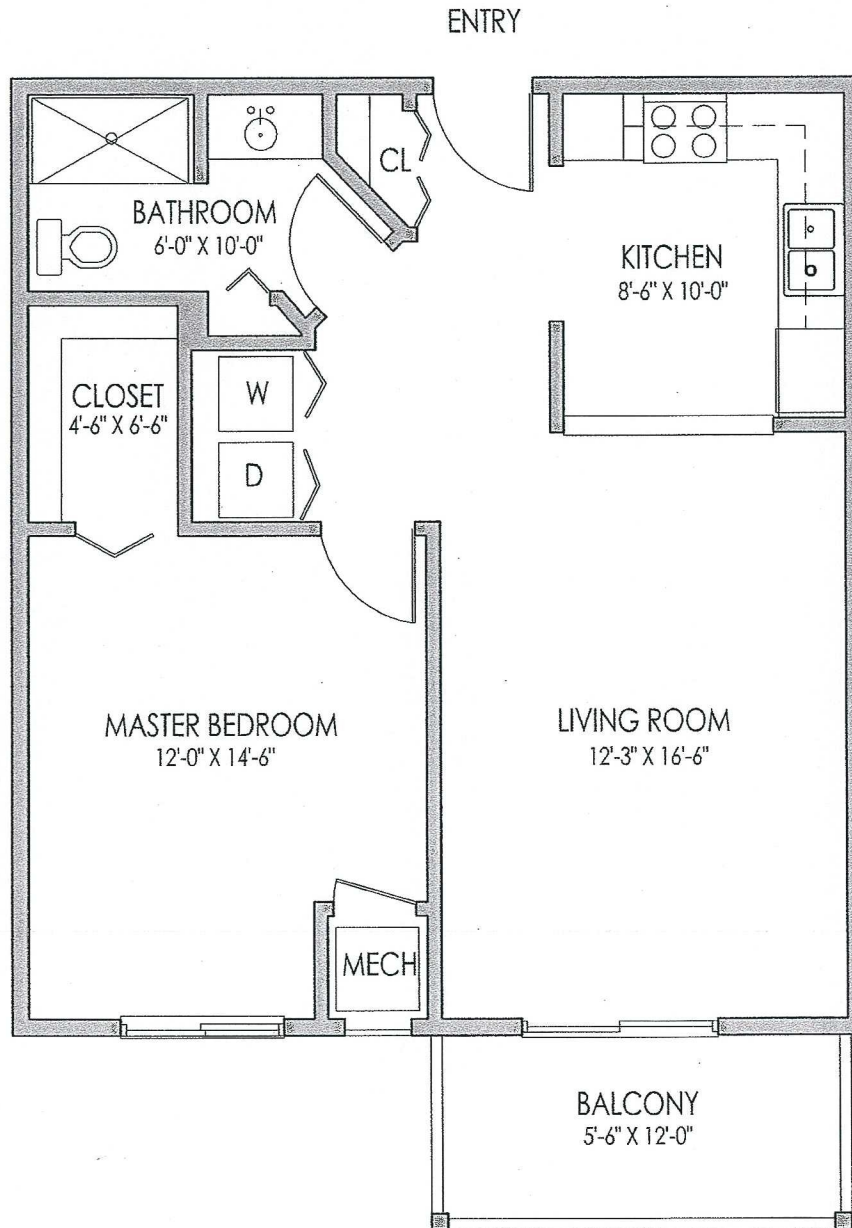 ENTRY
CL
BATHROOM
6'-0" X 10'-0"
KITCHEN
8'-6" X 10'-0"
CLOSET
4'-6" X 6'-6"
W
D
MASTER BEDROOM
12'-0" X 14'-6"
LIVING ROOM
12'-3" X 16'-6"
MECH
BALCONY
5'-6" X 12'-0"